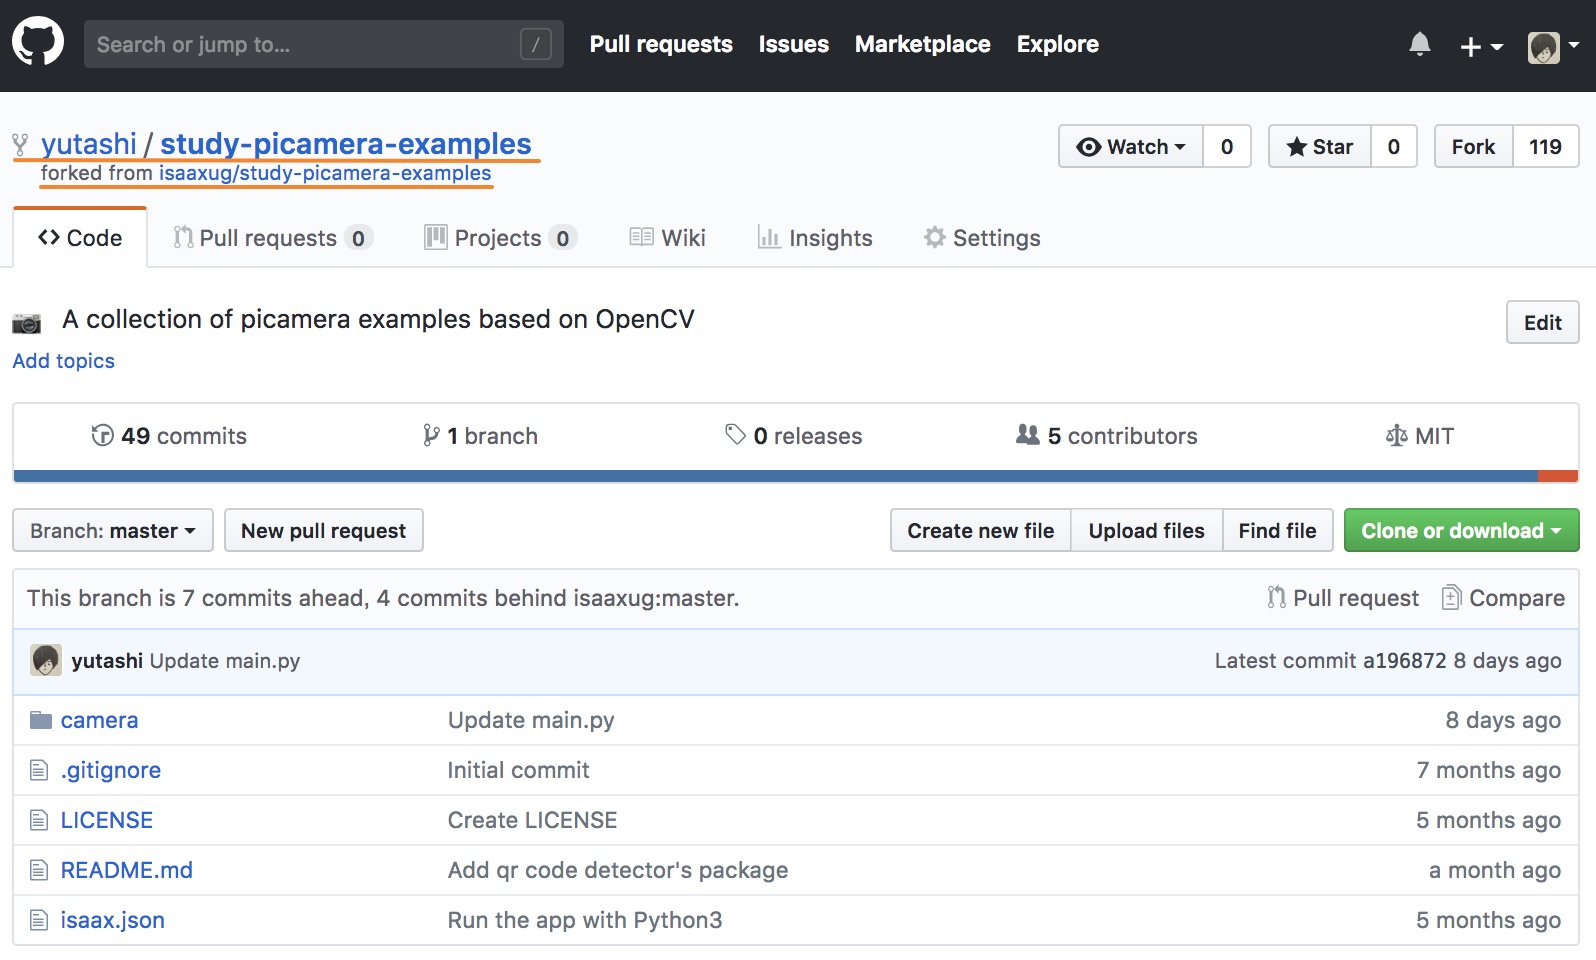 Search or jump to... / Pull requests Issues Marketplace Explore
yutashi / study-picamera-examples Watch 0 Star 0 Fork 119
forked from isaaxug/study-picamera-examples
Code Pull requests 0 Projects 0 Wiki Insights Settings
A collection of picamera examples based on OpenCV Edit
Add topics
49 commits 1 branch 0 releases 5 contributors MIT
Branch: master New pull request Create new file Upload files Find file Clone or download
This branch is 7 commits ahead, 4 commits behind isaaxug:master. Pull request Compare
yutashi Update main.py Latest commit a196872 8 days ago
camera Update main.py 8 days ago
.gitignore Initial commit 7 months ago
LICENSE Create LICENSE 5 months ago
README.md Add qr code detector's package a month ago
isaax.json Run the app with Python3 5 months ago